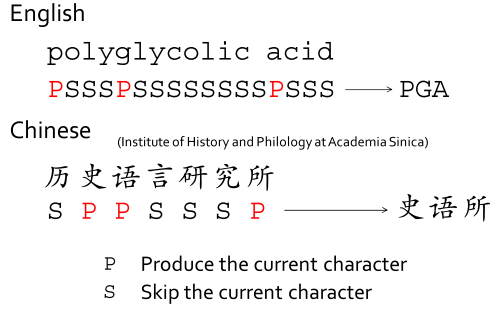 English
polyglycolic acid
PSSSPSSSSSSSSPSSS → PGA
Chinese (Institute of History and Philology at Academia Sinica)
历史语言研究所
S P P S S S P → 史语所
P Produce the current character
S Skip the current character